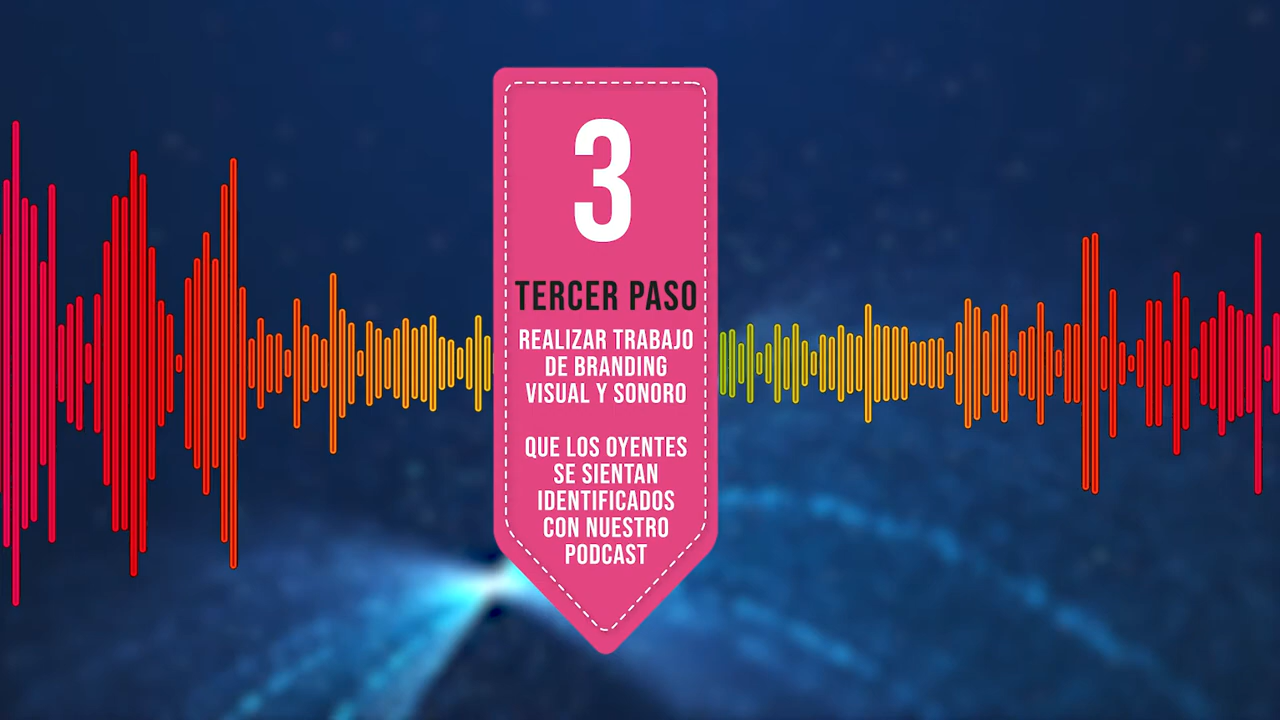 3
TERCER PASO
REALIZAR TRABAJO
DE BRANDING
VISUAL Y SONORO
QUE LOS OYENTES
SE SIENTAN
IDENTIFICADOS
CON NUESTRO
PODCAST